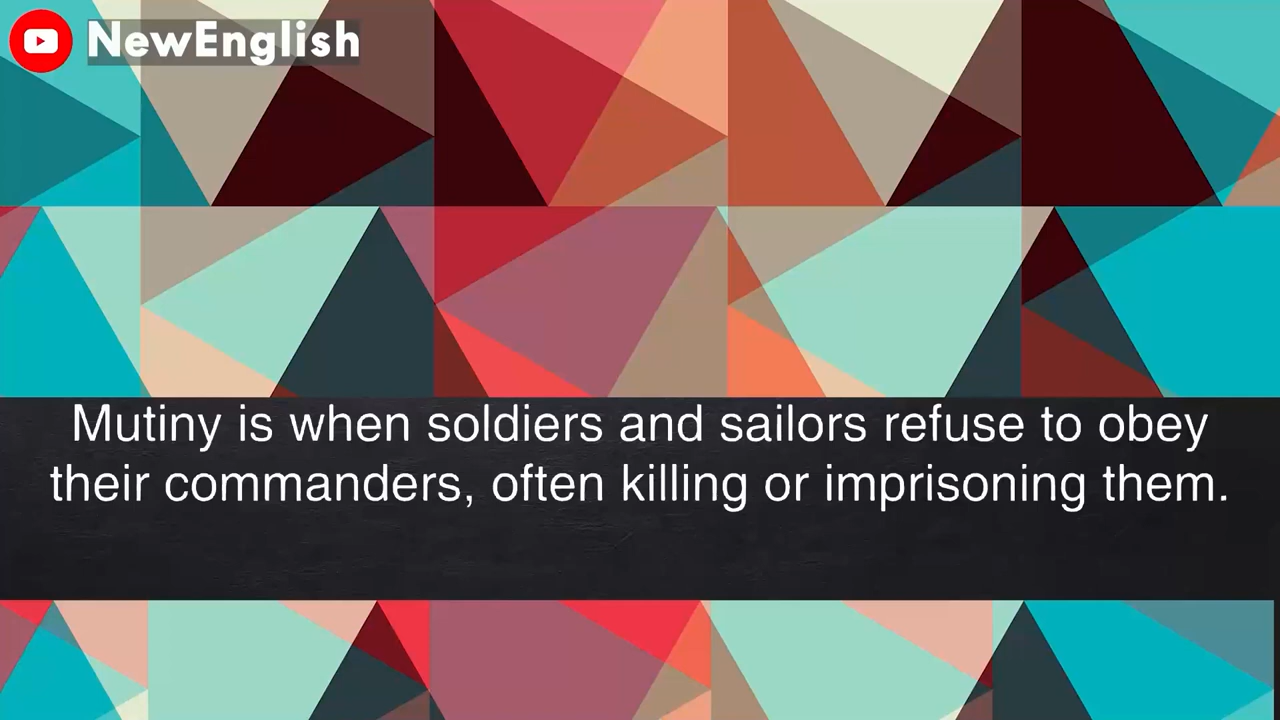 NewEnglish
Mutiny is when soldiers and sailors refuse to obey
their commanders, often killing or imprisoning them.